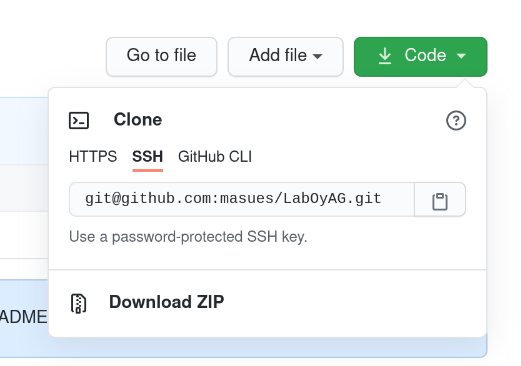 Go to file
Add file
Code
Clone
HTTPS SSH GitHub CLI
git@github.com:masues/LabOyAG.git
Use a password-protected SSH key.
Download ZIP
ADME